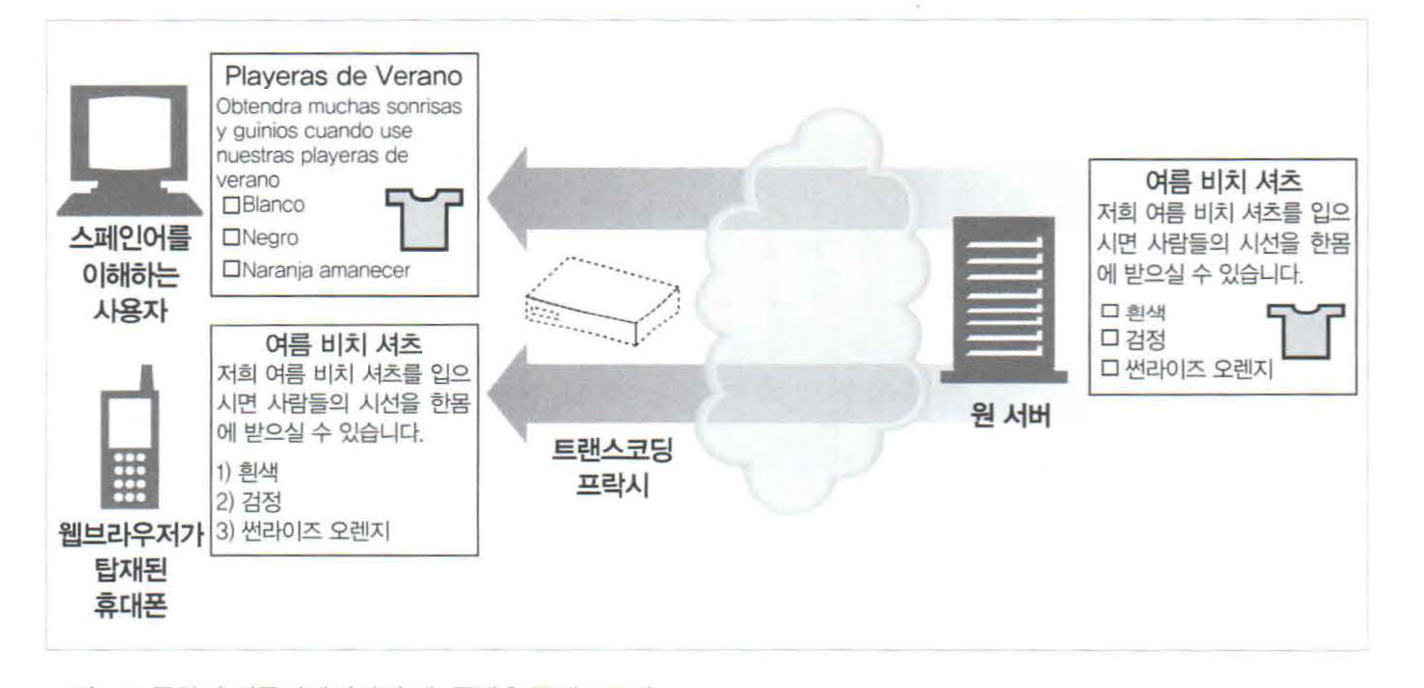 Playeras de Verano
Obtendra muchas sonrisas
y guinios cuando use
nuestras playeras de
verano
□Blanco
□Negro
□Naranja amanecer
스페인어를
이해하는
사용자
여름 비치 셔츠
저희 여름 비치 셔츠를 입으
시면 사람들의 시선을 한몸
에 받으실 수 있습니다.
1) 흰색
2) 검정
3) 썬라이즈 오렌지
웹브라우저가
탑재된
휴대폰
트랜스코딩
프락시
원 서버
여름 비치 셔츠
저희 여름 비치 셔츠를 입으
시면 사람들의 시선을 한몸
에 받으실 수 있습니다.
□ 흰색
□ 검정
□ 썬라이즈 오렌지